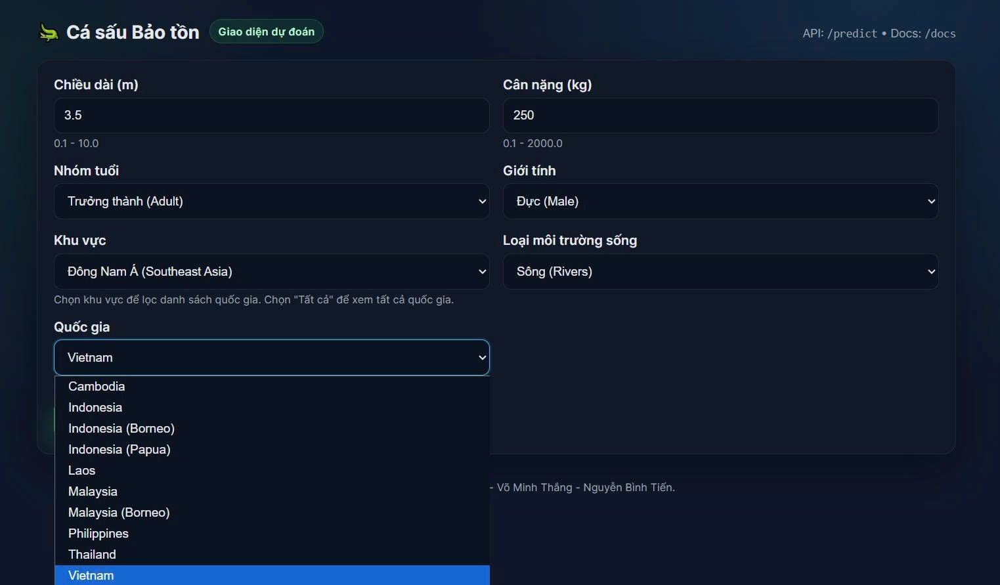 Cá sấu Bảo tồn
Giao diện dự đoán
API: /predict • Docs: /docs
Chiều dài (m)
3.5
0.1 - 10.0
Cân nặng (kg)
250
0.1 - 2000.0
Nhóm tuổi
Trưởng thành (Adult)
Giới tính
Đực (Male)
Khu vực
Đông Nam Á (Southeast Asia)
Chọn khu vực để lọc danh sách quốc gia. Chọn "Tất cả" để xem tất cả quốc gia.
Loại môi trường sống
Sông (Rivers)
Quốc gia
Vietnam
Cambodia
Indonesia
Indonesia (Borneo)
Indonesia (Papua)
Laos
Malaysia
Malaysia (Borneo)
Philippines
Thailand
Vietnam
- Võ Minh Thắng - Nguyễn Bình Tiến.